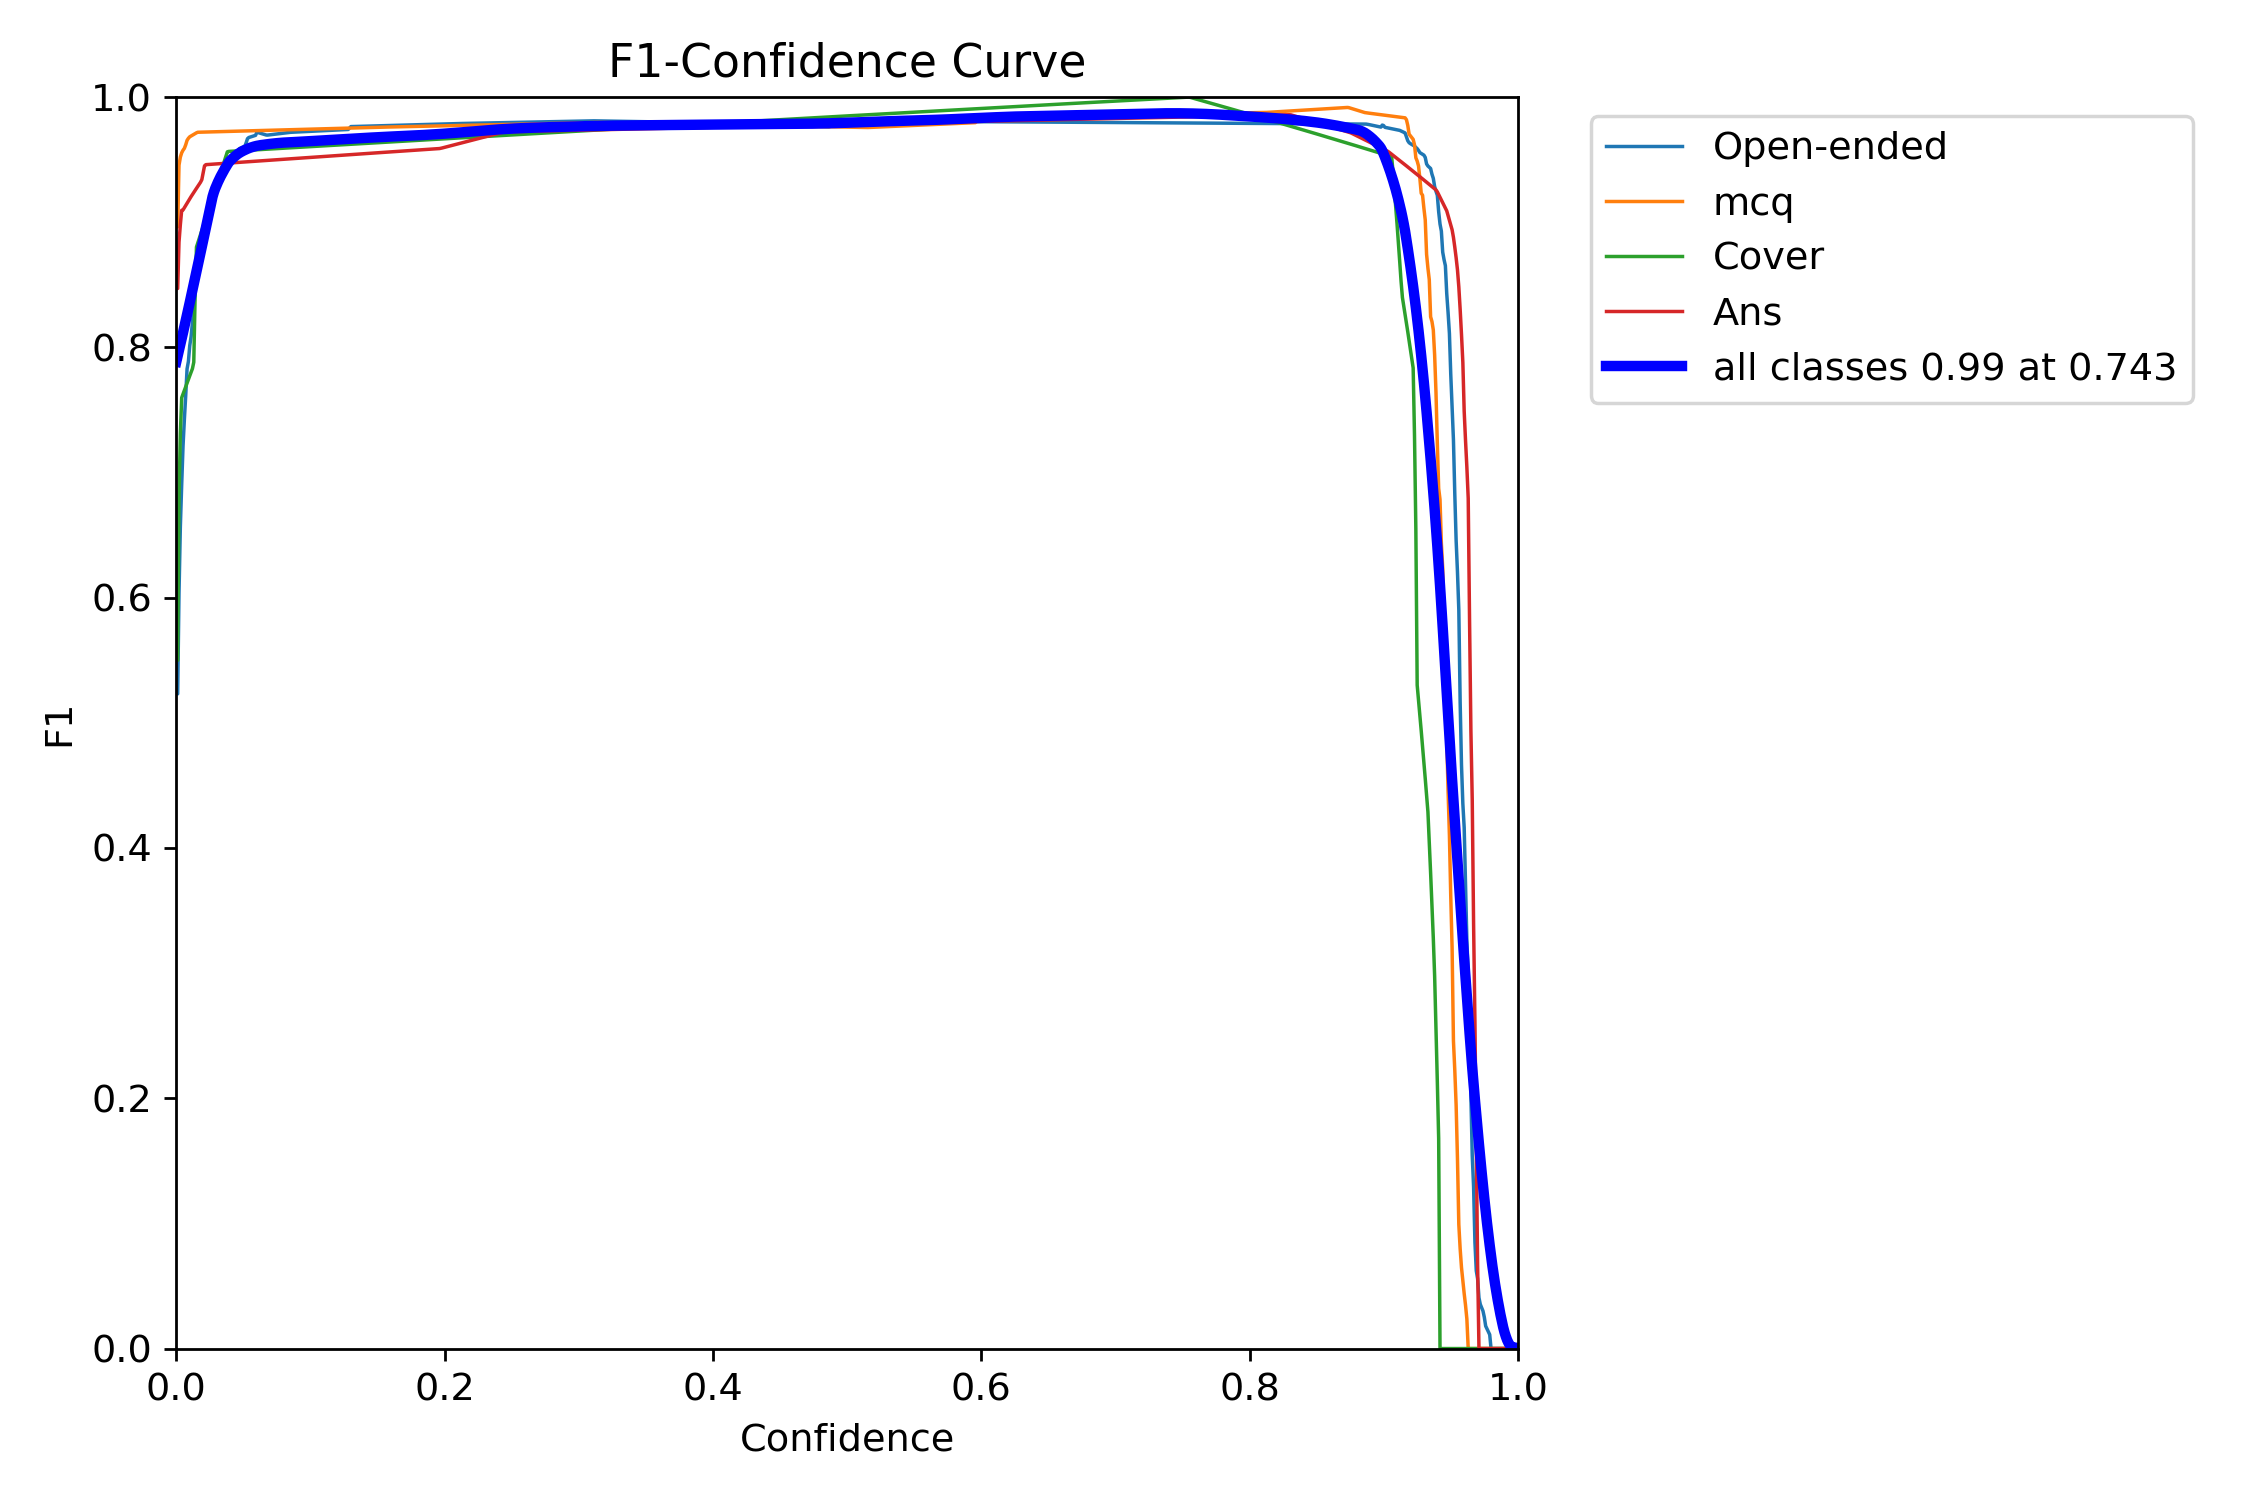 F1-Confidence Curve
1.0
0.8
0.6
0.4
0.2
0.0
F1
0.0 0.2 0.4 0.6 0.8 1.0
Confidence
Open-ended
mcq
Cover
Ans
all classes 0.99 at 0.743